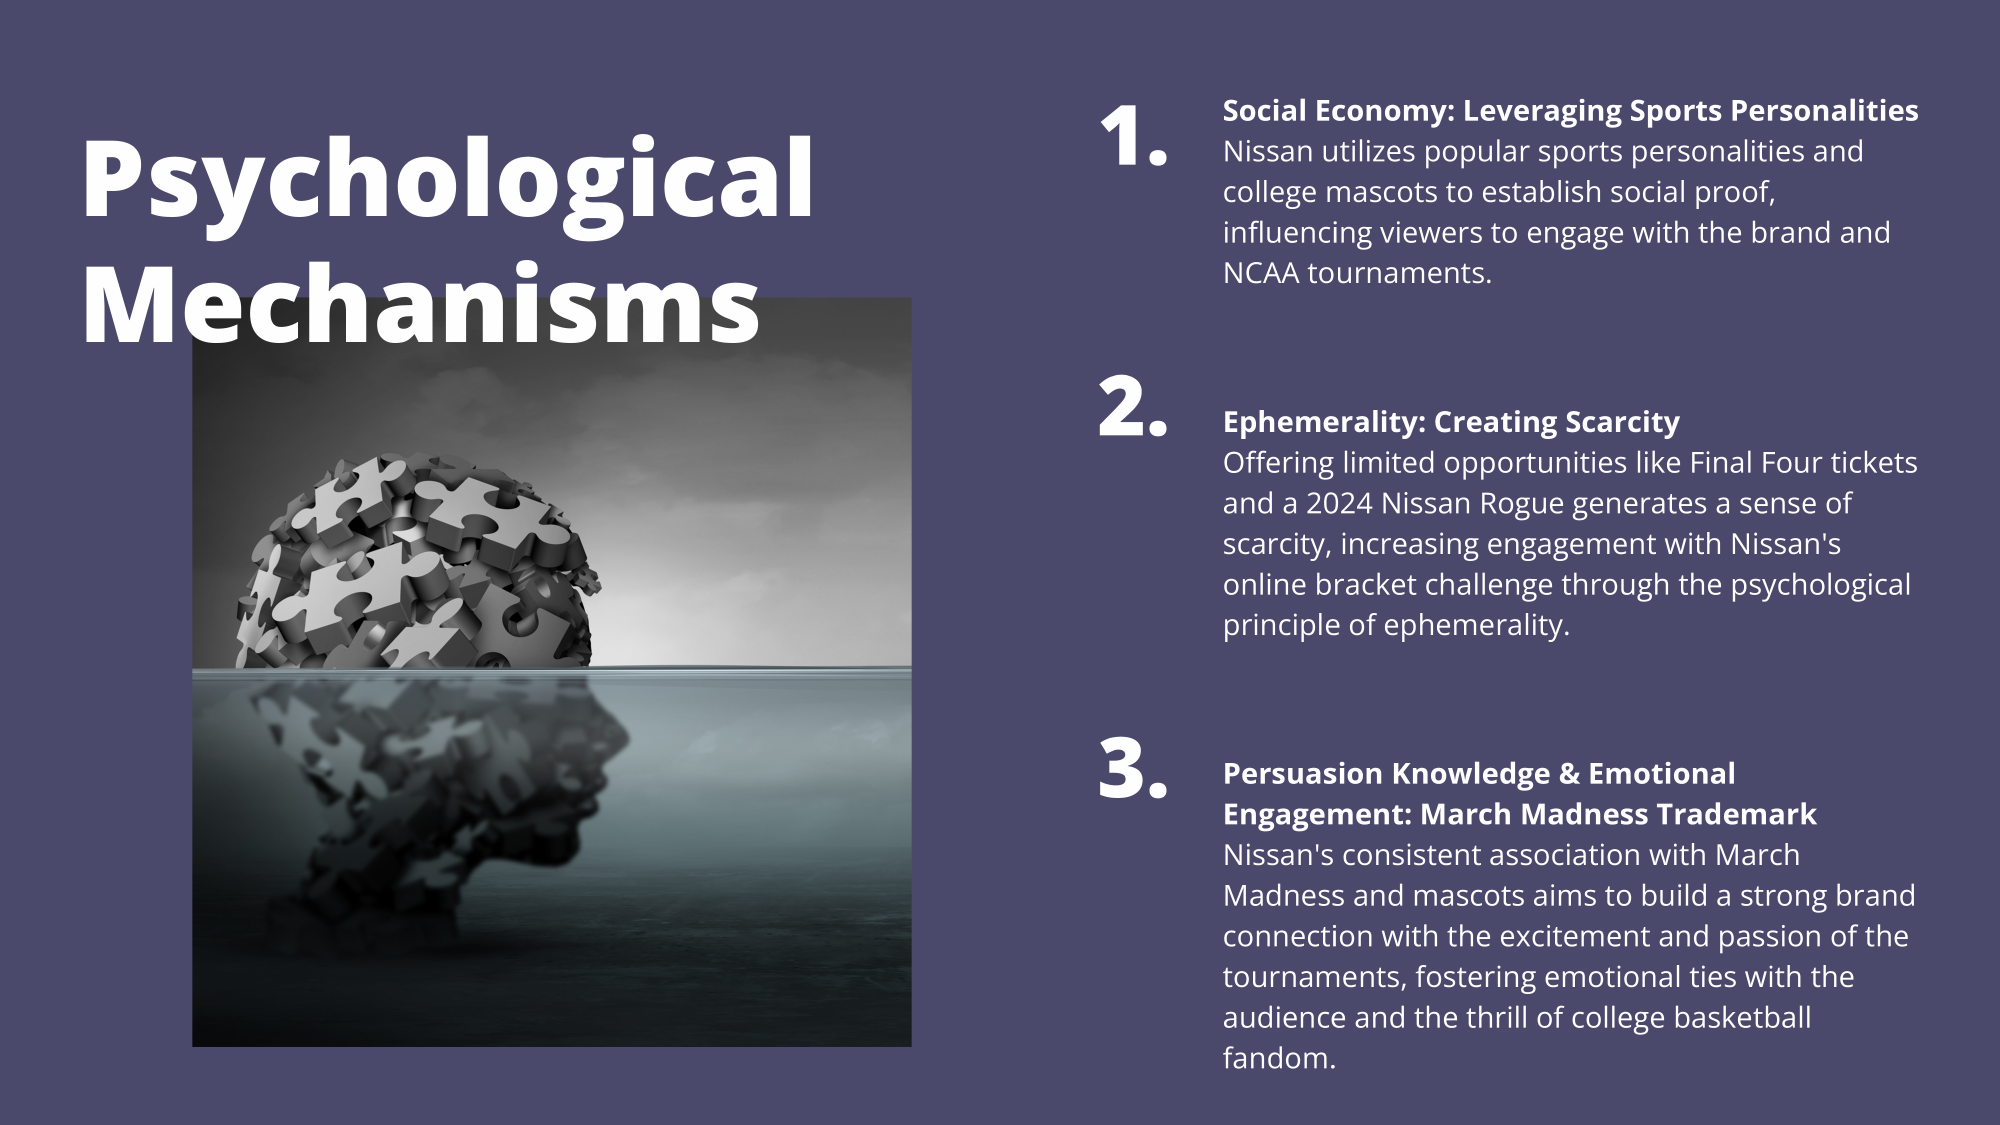 Psychological
Mechanisms
1.
Social Economy: Leveraging Sports Personalities
Nissan utilizes popular sports personalities and
college mascots to establish social proof,
influencing viewers to engage with the brand and
NCAA tournaments.
2.
Ephemerality: Creating Scarcity
Offering limited opportunities like Final Four tickets
and a 2024 Nissan Rogue generates a sense of
scarcity, increasing engagement with Nissan's
online bracket challenge through the psychological
principle of ephemerality.
3.
Persuasion Knowledge & Emotional
Engagement: March Madness Trademark
Nissan's consistent association with March
Madness and mascots aims to build a strong brand
connection with the excitement and passion of the
tournaments, fostering emotional ties with the
audience and the thrill of college basketball
fandom.